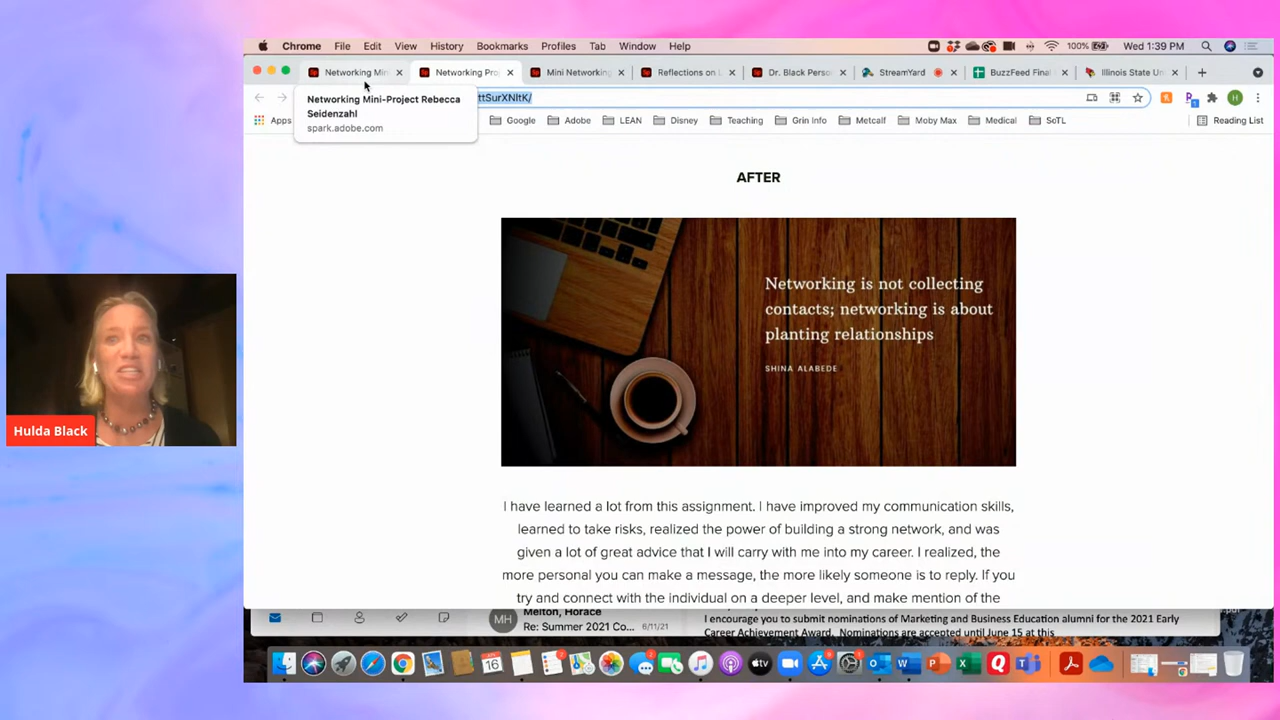 Chrome File Edit View History Bookmarks Profiles Tab Window Help 100% Wed 1:39 PM
Networking Min Networking Pro Mini Networking Reflections on L Dr. Black Perso StreamYard BuzzFeed Final Illinois State Un
Networking Mini-Project Rebecca
Seidenzahl
spark.adobe.com
ttSurXNItK/
Apps Google Adobe LEAN Disney Teaching Grin Info Metcalf Moby Max Medical SoTL Reading List
AFTER
Networking is not collecting
contacts; networking is about
planting relationships
SHINA ALABEDE
I have learned a lot from this assignment. I have improved my communication skills,
learned to take risks, realized the power of building a strong network, and was
given a lot of great advice that I will carry with me into my career. I realized, the
more personal you can make a message, the more likely someone is to reply. If you
try and connect with the individual on a deeper level, and make mention of the
Hulda Black
MH
Melton, Horace
Re: Summer 2021 Co... 6/11/21
I encourage you to submit nominations of Marketing and Business Education alumni for the 2021 Early
Career Achievement Award. Nominations are accepted until June 15 at this
16
tv